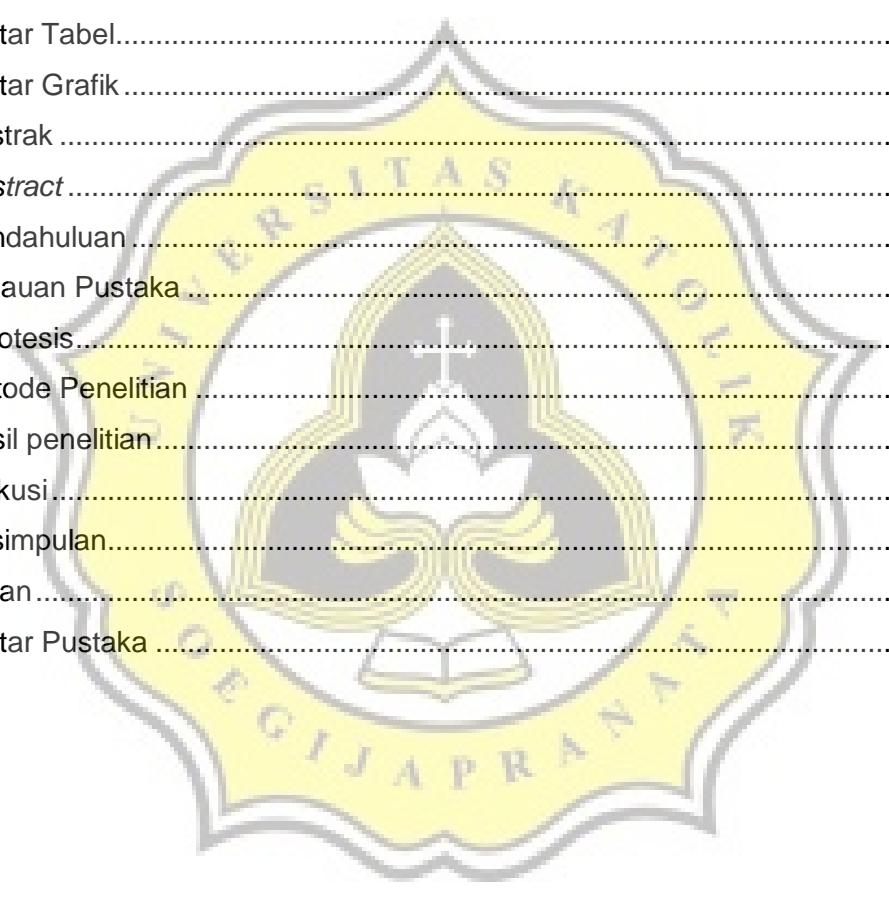 tar Tabel..........
tar Grafik..........
strak..........
stract..........
ndahuluan..........
auan Pustaka..........
otesis..........
tode Penelitian..........
sil penelitian..........
kusi..........
simpulan..........
an..........
tar Pustaka..........
UNIVERSITAS KATOLIK
SOEGIJAPRANATA